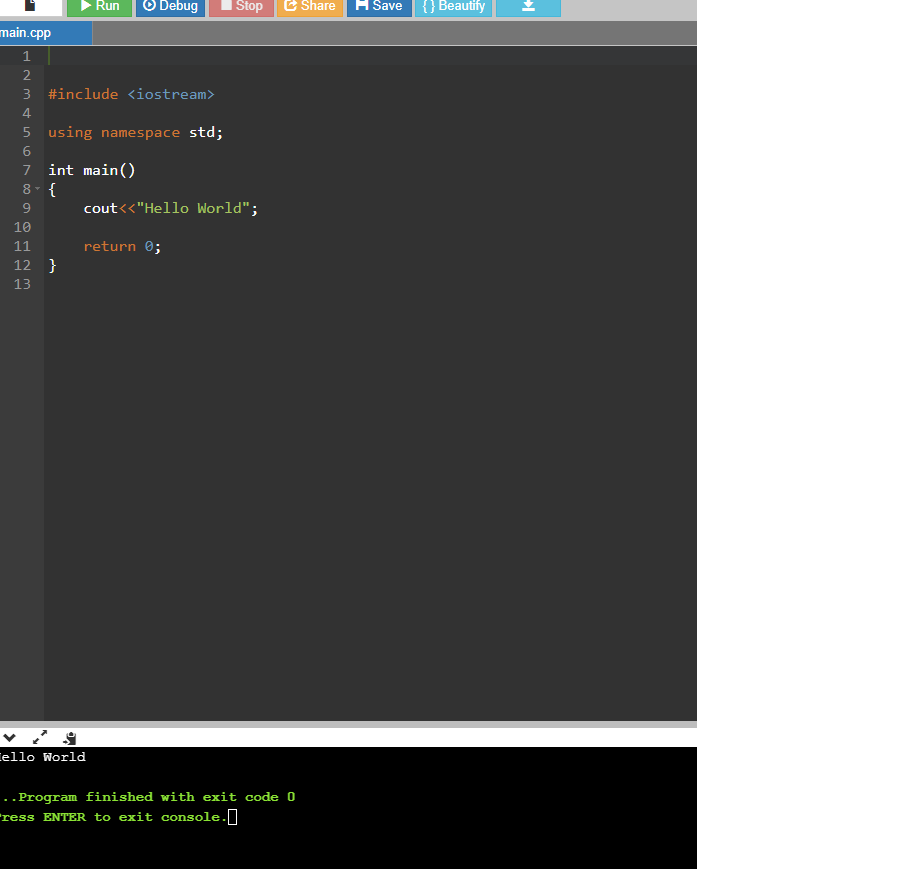 Run Debug Stop Share Save { } Beautify
main.cpp
1
2
3 #include <iostream>
4
5 using namespace std;
6
7 int main()
8 {
9 cout<<"Hello World";
10
11 return 0;
12 }
13
ello World
..Program finished with exit code 0
ress ENTER to exit console.